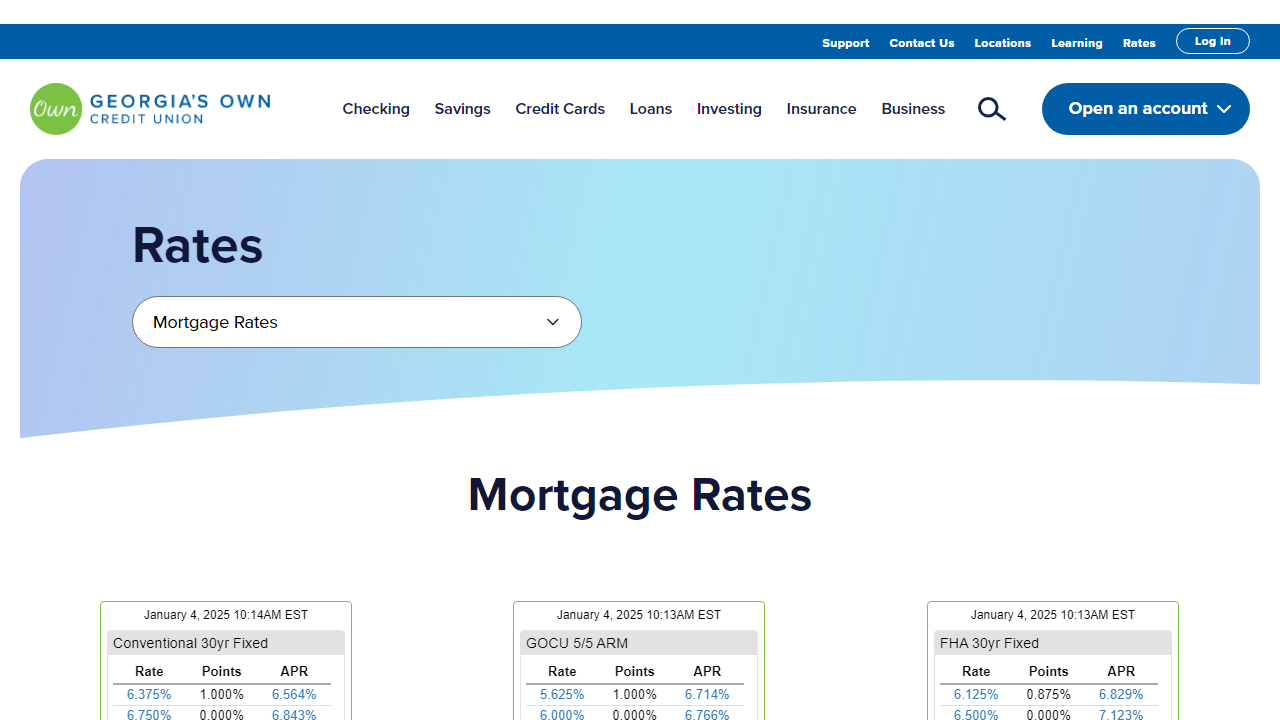 Support Contact Us Locations Learning Rates Log In
Own GEORGIA'S OWN
CREDIT UNION
Checking Savings Credit Cards Loans Investing Insurance Business Open an account
Rates
Mortgage Rates
Mortgage Rates
January 4, 2025 10:14AM EST
Conventional 30yr Fixed
Rate Points APR
6.375% 1.000% 6.564%
6.750% 0.000% 6.843%
January 4, 2025 10:13AM EST
GOCU 5/5 ARM
Rate Points APR
5.625% 1.000% 6.714%
6.000% 0.000% 6.766%
January 4, 2025 10:13AM EST
FHA 30yr Fixed
Rate Points APR
6.125% 0.875% 6.829%
6.500% 0.000% 7.123%